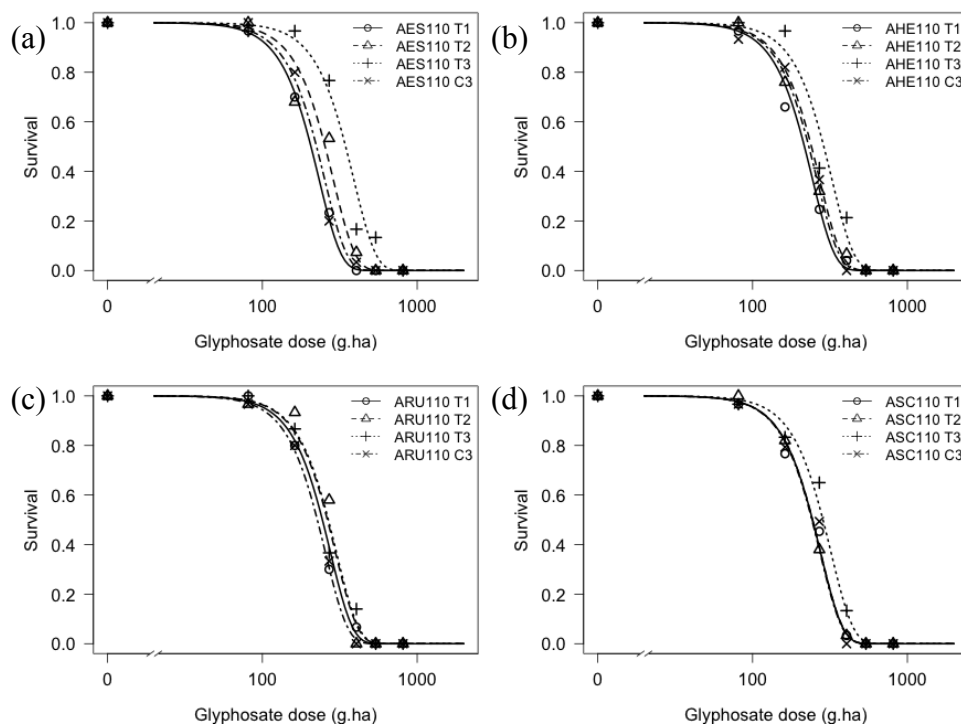 (a)
1.0
0.8
0.6
0.4
0.2
0.0
Survival
AES110 T1
AES110 T2
AES110 T3
AES110 C3
0
100
1000
Glyphosate dose (g.ha)
(b)
1.0
0.8
0.6
0.4
0.2
0.0
Survival
AHE110 T1
AHE110 T2
AHE110 T3
AHE110 C3
0
100
1000
Glyphosate dose (g.ha)
(c)
1.0
0.8
0.6
0.4
0.2
0.0
Survival
ARU110 T1
ARU110 T2
ARU110 T3
ARU110 C3
0
100
1000
Glyphosate dose (g.ha)
(d)
1.0
0.8
0.6
0.4
0.2
0.0
Survival
ASC110 T1
ASC110 T2
ASC110 T3
ASC110 C3
0
100
1000
Glyphosate dose (g.ha)